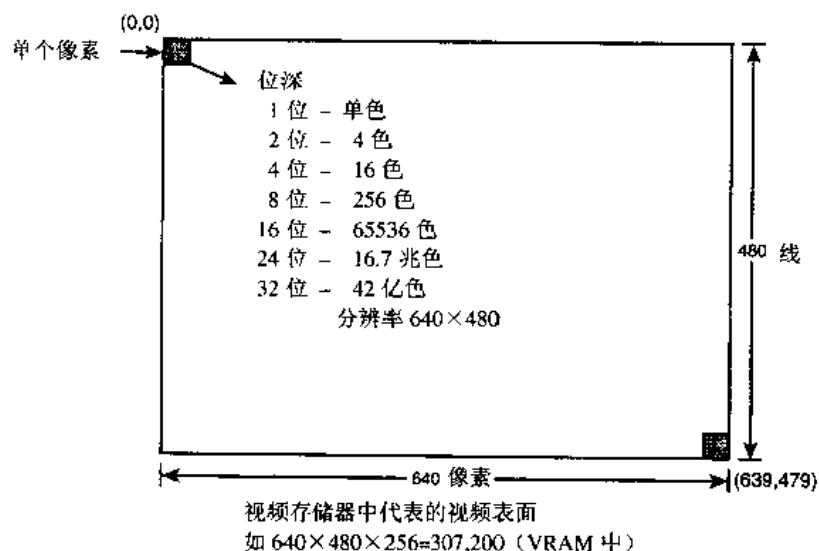 (0,0)
单个像素
位深
1 位 - 单色
2 位 - 4 色
4 位 - 16 色
8 位 - 256 色
16 位 - 65536 色
24 位 - 16.7 兆色
32 位 - 42 亿色
分辨率 640×480
480 线
640 像素
(639,479)
视频存储器中代表的视频表面
如 640×480×256=307,200（VRAM 中）